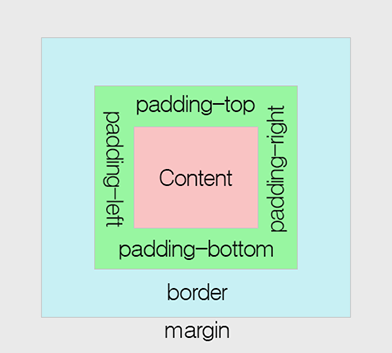 padding-top
padding-left
padding-right
Content
padding-bottom
border
margin